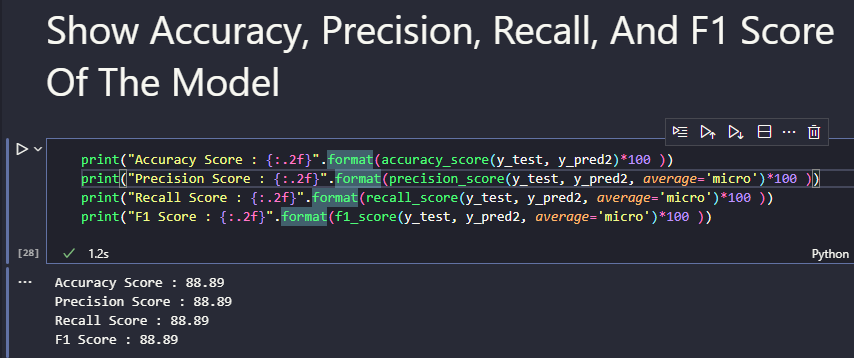 Show Accuracy, Precision, Recall, And F1 Score
Of The Model
print("Accuracy Score : {:.2f}".format(accuracy_score(y_test, y_pred2)*100 ))
print("Precision Score : {:.2f}".format(precision_score(y_test, y_pred2, average='micro')*100 ))
print("Recall Score : {:.2f}".format(recall_score(y_test, y_pred2, average='micro')*100 ))
print("F1 Score : {:.2f}".format(f1_score(y_test, y_pred2, average='micro')*100 ))
[28] 1.2s Python
Accuracy Score : 88.89
Precision Score : 88.89
Recall Score : 88.89
F1 Score : 88.89